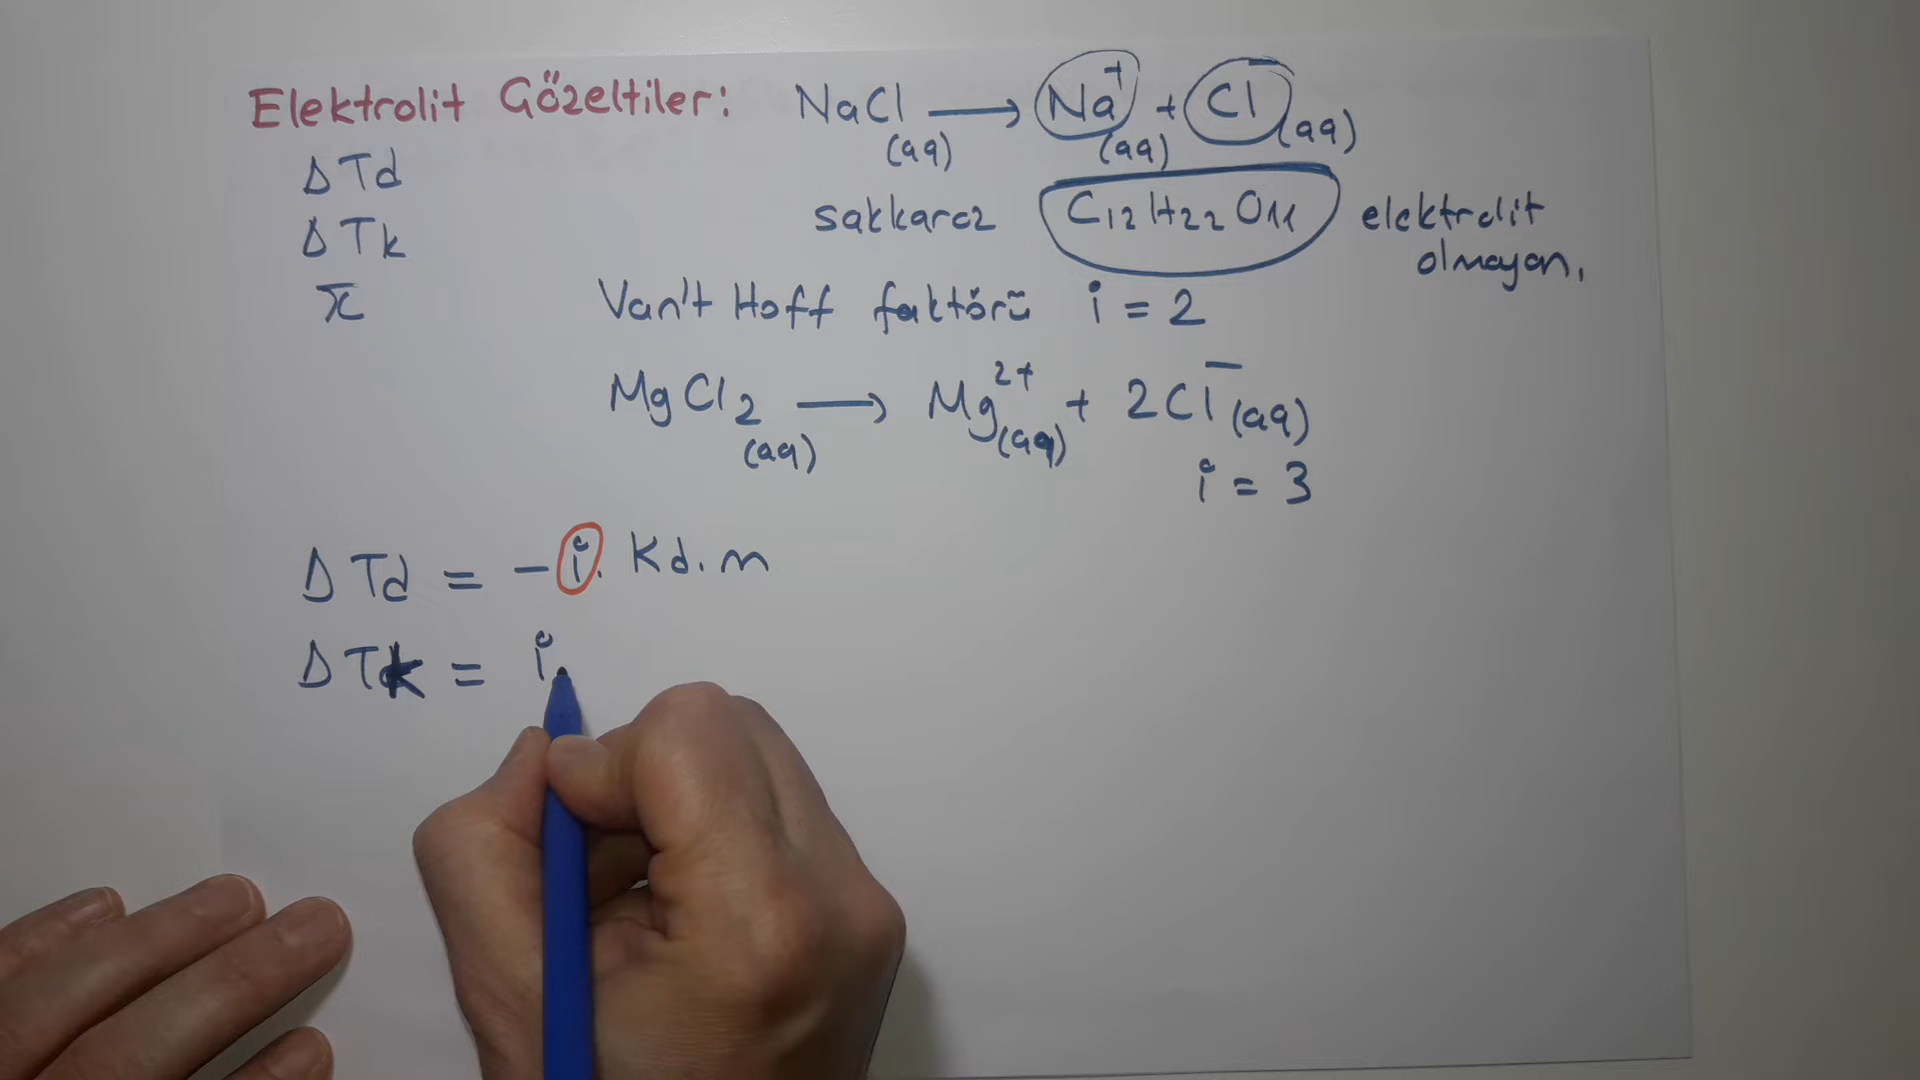 Elektrolit Çözeltiler: NaCl(aq) → Na⁺(aq) + Cl⁻(aq)
ΔTd
sakkaroz C12H22O11 elektrolit olmayan,
ΔTk
π
Van't Hoff faktörü i = 2
MgCl2(aq) → Mg²⁺(aq) + 2Cl⁻(aq)
i = 3
ΔTd = -i. Kd.m
ΔTk = i.